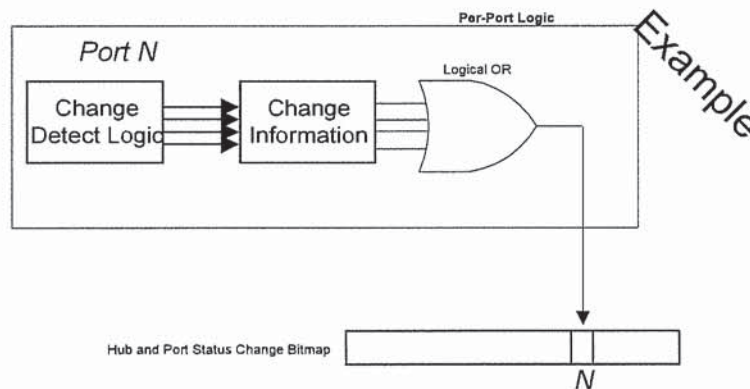 Per-Port Logic
Example
Port N
Logical OR
Change
Detect Logic
Change
Information
Hub and Port Status Change Bitmap
N